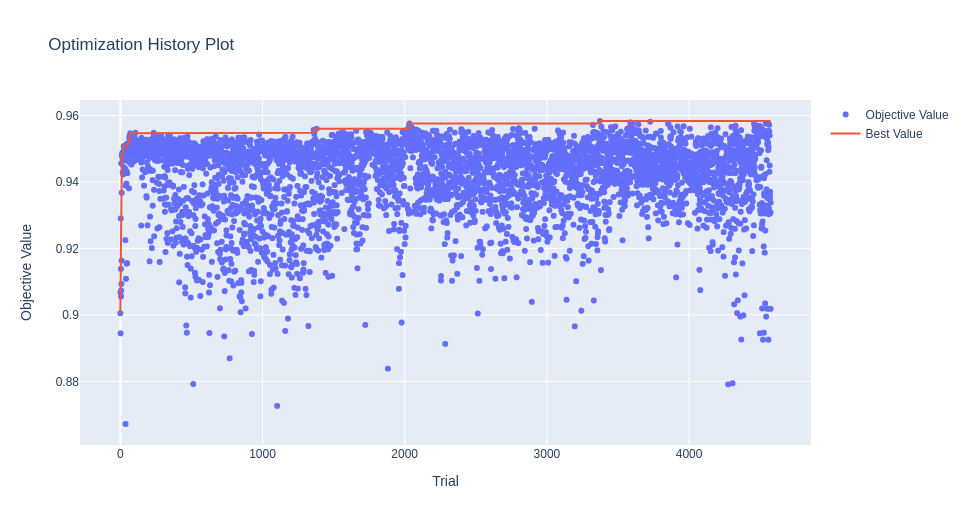 Optimization History Plot
Objective Value
Best Value
0.96
0.94
0.92
0.9
0.88
Objective Value
0
1000
2000
3000
4000
Trial